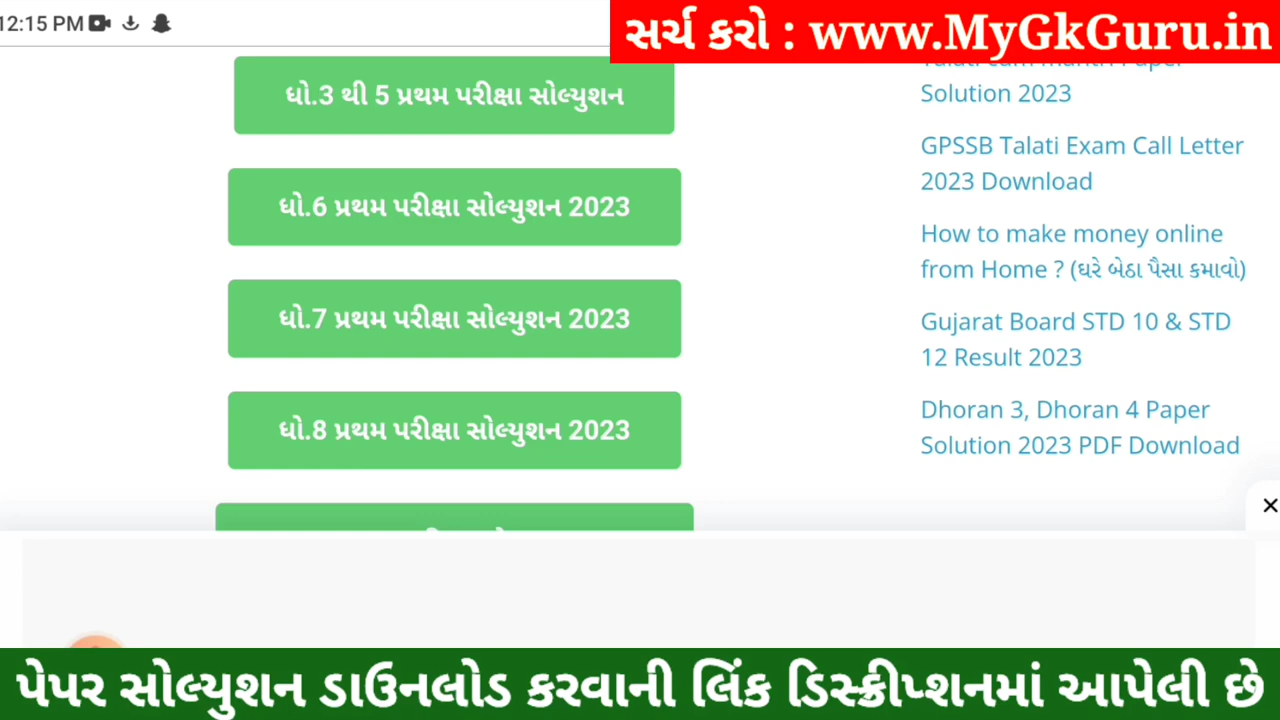 12:15 PM
સર્ચ કરો : www.MyGkGuru.in
ધો.3 થી 5 પ્રથમ પરીક્ષા સોલ્યુશન
ધો.6 પ્રથમ પરીક્ષા સોલ્યુશન 2023
ધો.7 પ્રથમ પરીક્ષા સોલ્યુશન 2023
ધો.8 પ્રથમ પરીક્ષા સોલ્યુશન 2023
Solution 2023
GPSSB Talati Exam Call Letter
2023 Download
How to make money online
from Home ? (ઘરે બેઠા પૈસા કમાવો)
Gujarat Board STD 10 & STD
12 Result 2023
Dhoran 3, Dhoran 4 Paper
Solution 2023 PDF Download
પેપર સોલ્યુશન ડાઉનલોડ કરવાની લિંક ડિસ્ક્રીપ્શનમાં આપેલી છે